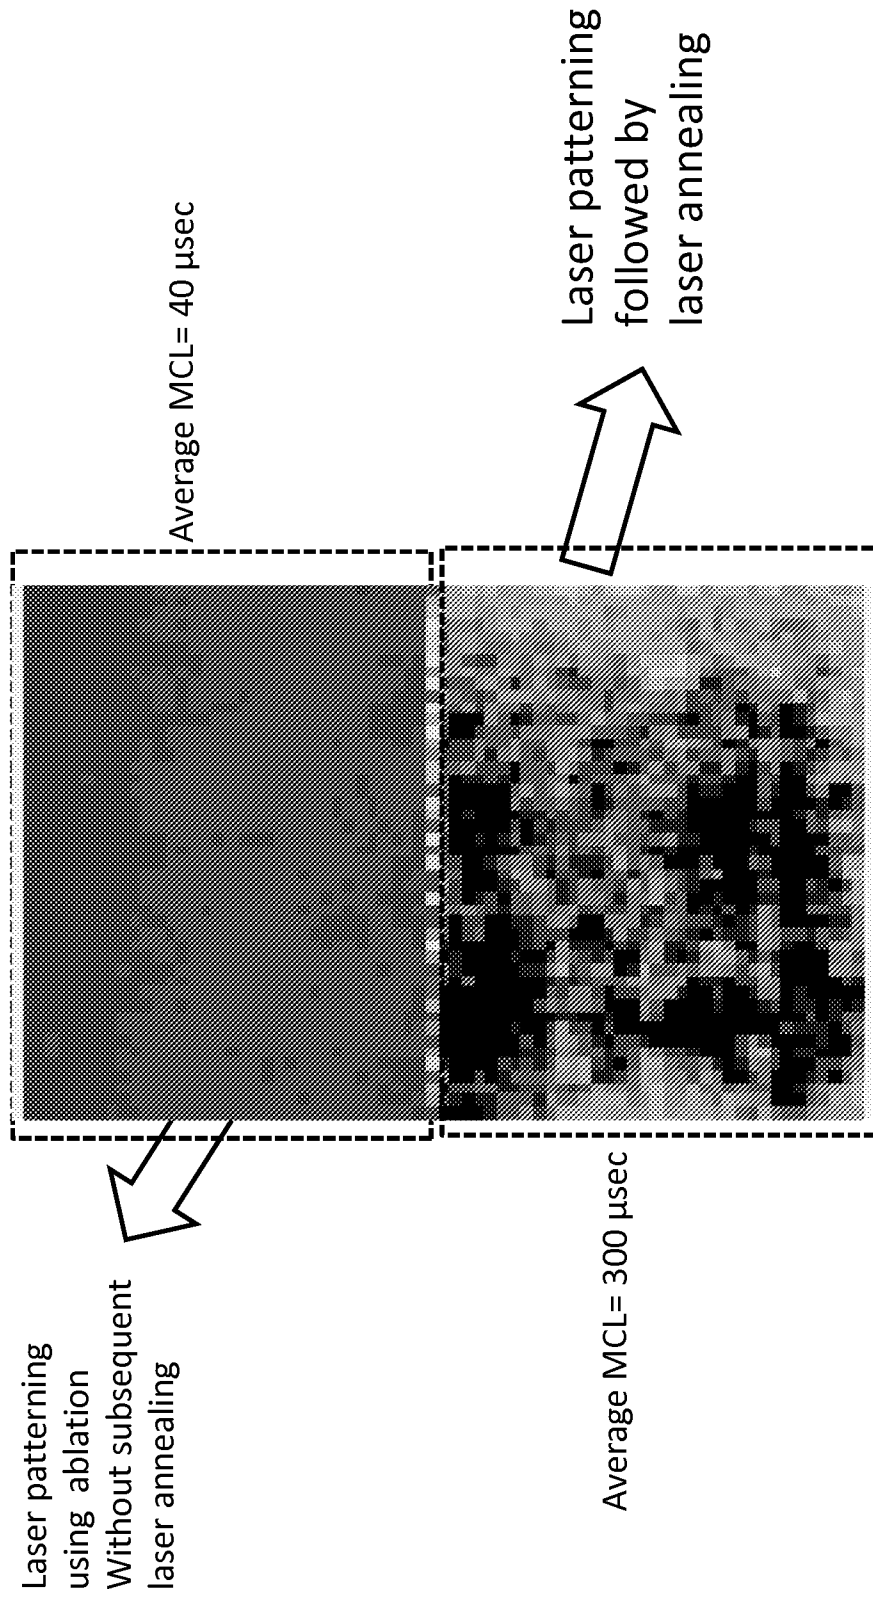 Laser patterning
using ablation
Without subsequent
laser annealing
Average MCL= 40 µsec
Average MCL= 300 µsec
Laser patterning
followed by
laser annealing